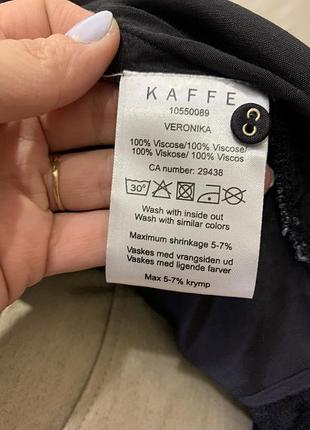 KAFFE
10550089
VERONIKA
100% Viscose/100% Viscose/
100% Viskose/100% Viscos
CA number: 29438
30°
Wash with inside out
Wash with similar colors
Maximum shrinkage 5-7%
Vaskes med vrangsiden ud
Vaskes med ligende farver
Max 5-7% krymp